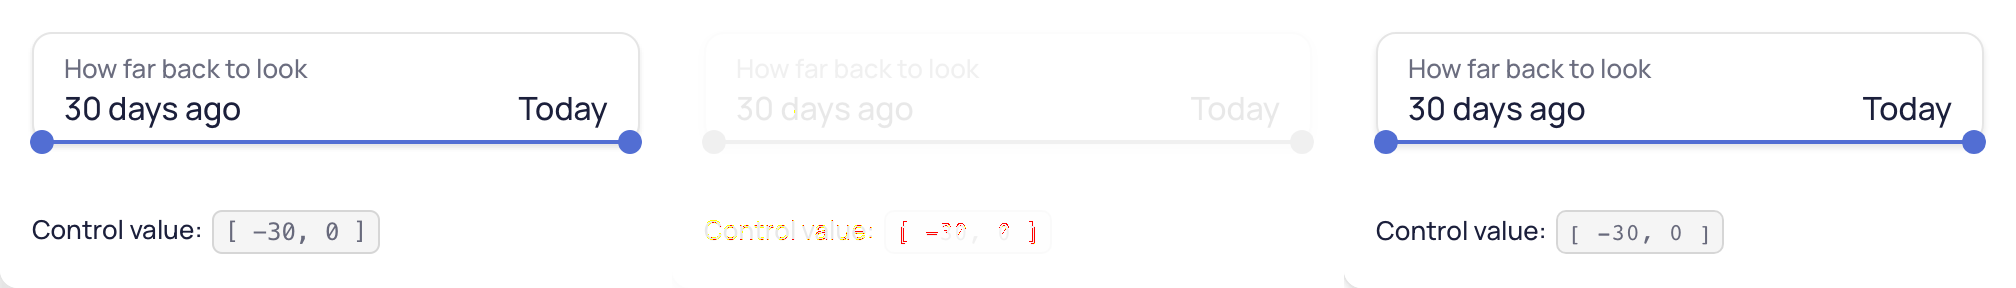 How far back to look
30 days ago Today
Control value: [ −30, 0 ]
How far back to look
30 days ago Today
Control value: [ −30, 0 ]
How far back to look
30 days ago Today
Control value: [ −30, 0 ]